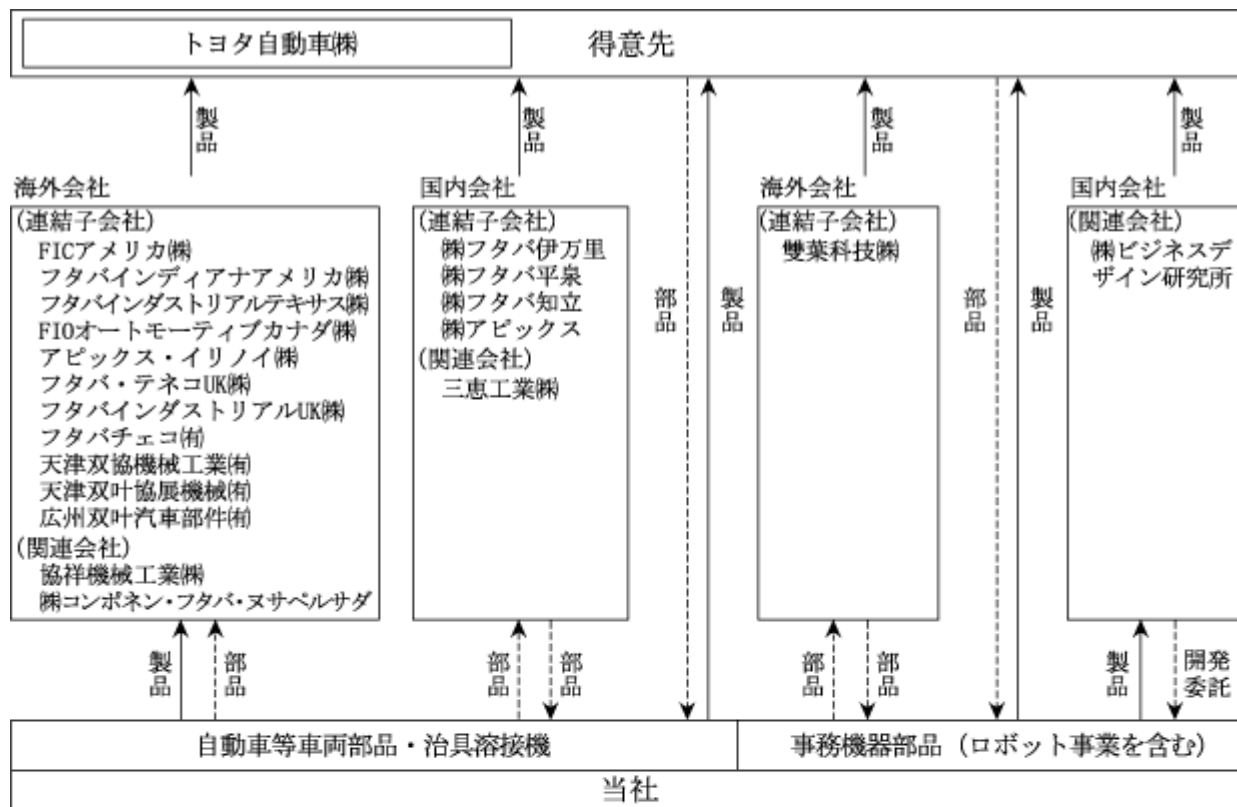 トヨタ自動車㈱
得意先
製品
製品
部品
製品
製品
部品
製品
製品
海外会社
(連結子会社)
FICアメリカ㈱
フタバインディアナアメリカ㈱
フタバインダストリアルテキサス㈱
FIOオートモーティブカナダ㈱
アピックス・イリノイ㈱
フタバ・テネコUK㈱
フタバインダストリアルUK㈱
フタバチェコ㈲
天津双協機械工業㈲
天津双叶協展機械㈲
広州双叶汽車部件㈲
(関連会社)
協祥機械工業㈱
㈱コンポネン・フタバ・ヌサペルサダ
国内会社
(連結子会社)
㈱フタバ伊万里
㈱フタバ平泉
㈱フタバ知立
㈱アピックス
(関連会社)
三恵工業㈱
海外会社
(連結子会社)
雙葉科技㈱
国内会社
(関連会社)
㈱ビジネスデ
ザイン研究所
製品
部品
部品
部品
部品
部品
製品
開発
委託
自動車等車両部品・治具溶接機
事務機器部品（ロボット事業を含む）
当社